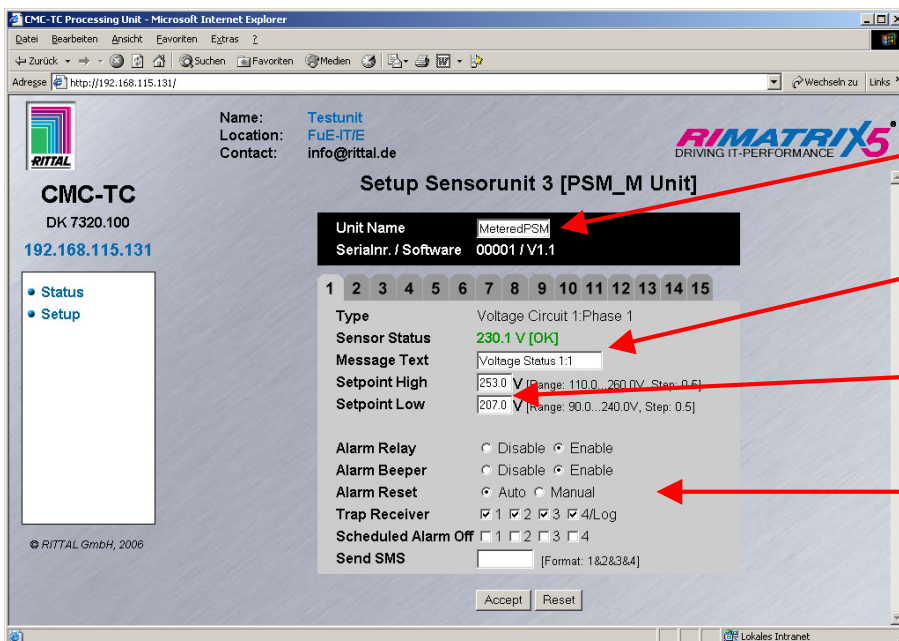 CMC-TC Processing Unit - Microsoft Internet Explorer
Datei Bearbeiten Ansicht Favoriten Extras ?
Zurück Suchen Favoriten Medien
Adresse http://192.168.115.131/ Wechseln zu Links
RITTAL
Name: Testunit
Location: FuE-IT/E
Contact: info@rittal.de
RIMATRIX5
DRIVING IT-PERFORMANCE
CMC-TC
DK 7320.100
192.168.115.131
Status
Setup
© RITTAL GmbH, 2006
Setup Sensorunit 3 [PSM_M Unit]
Unit Name MeteredPSM
Serialnr. / Software 00001 / V1.1
1 2 3 4 5 6 7 8 9 10 11 12 13 14 15
Type Voltage Circuit 1:Phase 1
Sensor Status 230.1 V [OK]
Message Text Voltage Status 1:1
Setpoint High 253.0 V [Range: 110.0...260.0V, Step: 0.5]
Setpoint Low 207.0 V [Range: 90.0...240.0V, Step: 0.5]
Alarm Relay Disable Enable
Alarm Beeper Disable Enable
Alarm Reset Auto Manual
Trap Receiver 1 2 3 4/Log
Scheduled Alarm Off 1 2 3 4
Send SMS [Format: 1&2&3&4]
Accept Reset
Lokales Intranet